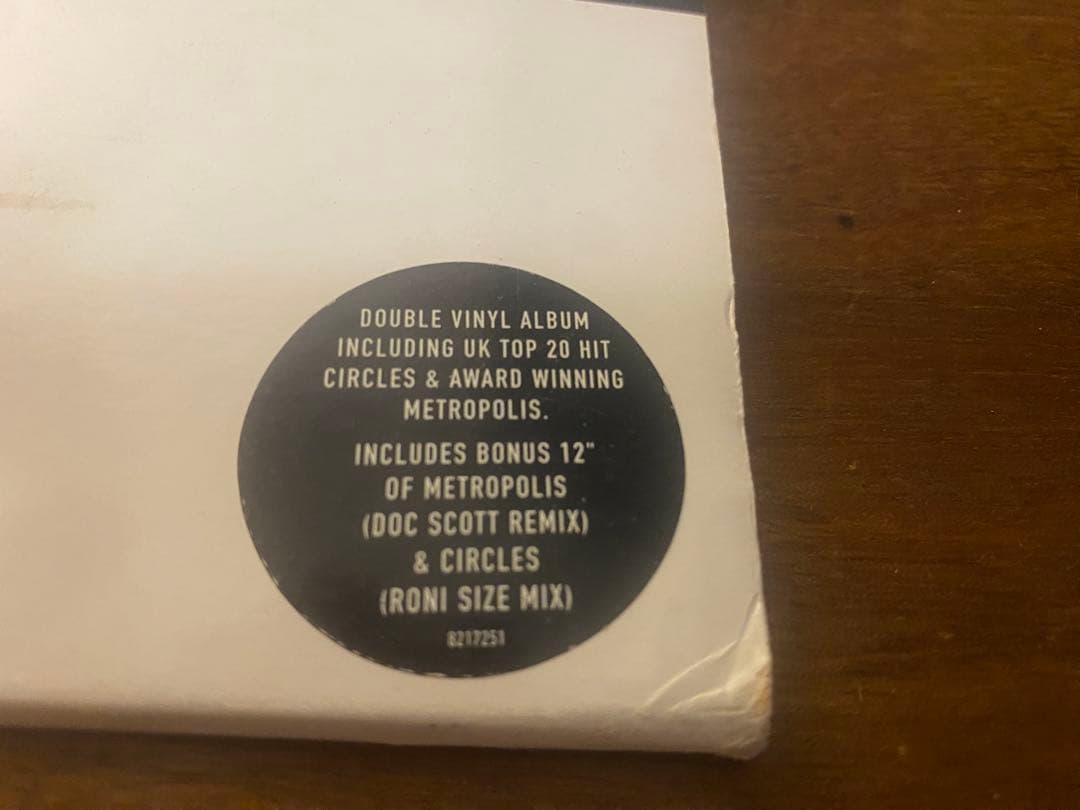 DOUBLE VINYL ALBUM
INCLUDING UK TOP 20 HIT
CIRCLES & AWARD WINNING
METROPOLIS.
INCLUDES BONUS 12"
OF METROPOLIS
(DOC SCOTT REMIX)
& CIRCLES
(RONI SIZE MIX)
8217251